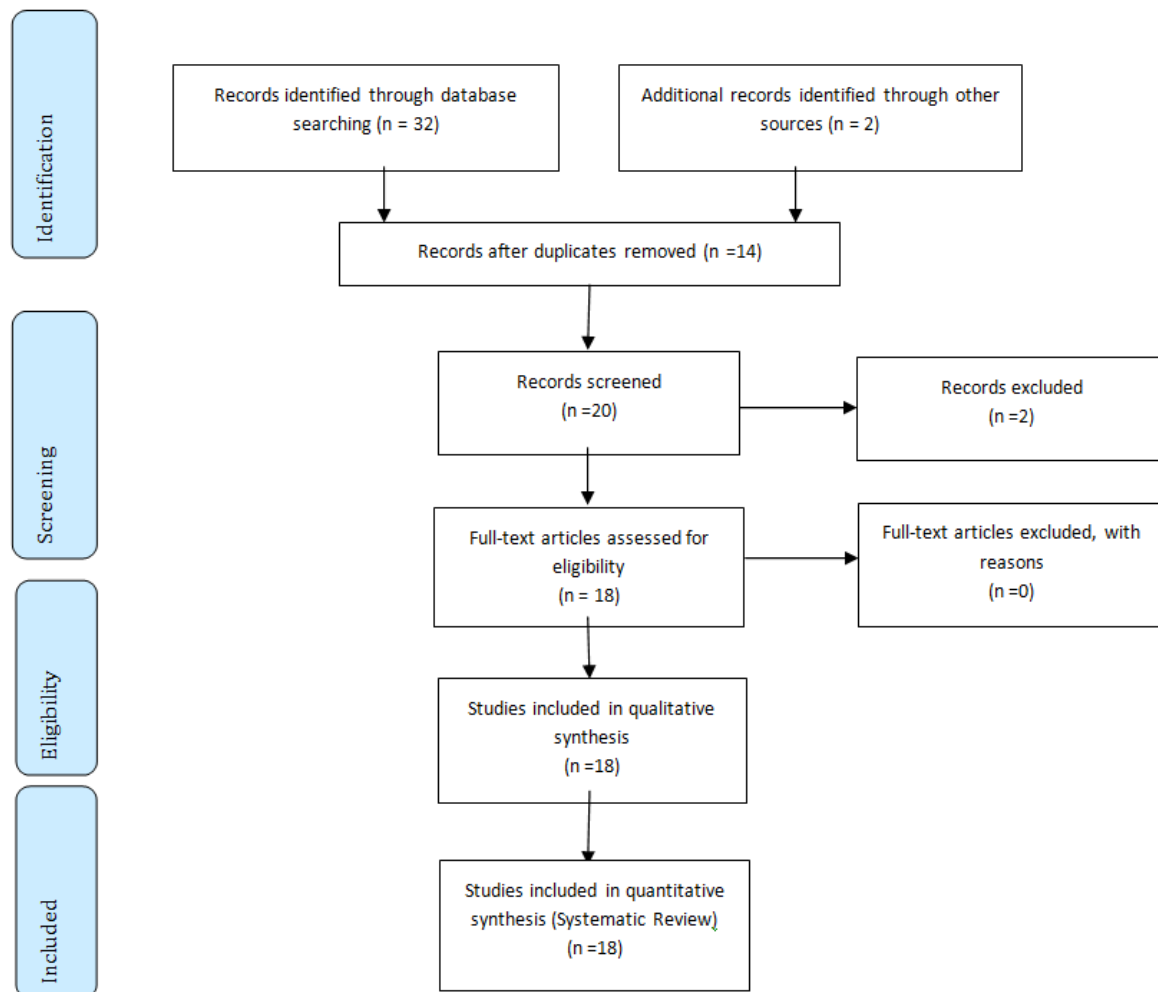 Identification
Records identified through database
searching (n = 32)
Additional records identified through other
sources (n = 2)
Records after duplicates removed (n =14)
Screening
Records screened
(n =20)
Records excluded
(n =2)
Full-text articles assessed for
eligibility
(n = 18)
Full-text articles excluded, with
reasons
(n =0)
Eligibility
Studies included in qualitative
synthesis
(n =18)
Included
Studies included in quantitative
synthesis (Systematic Review)
(n =18)